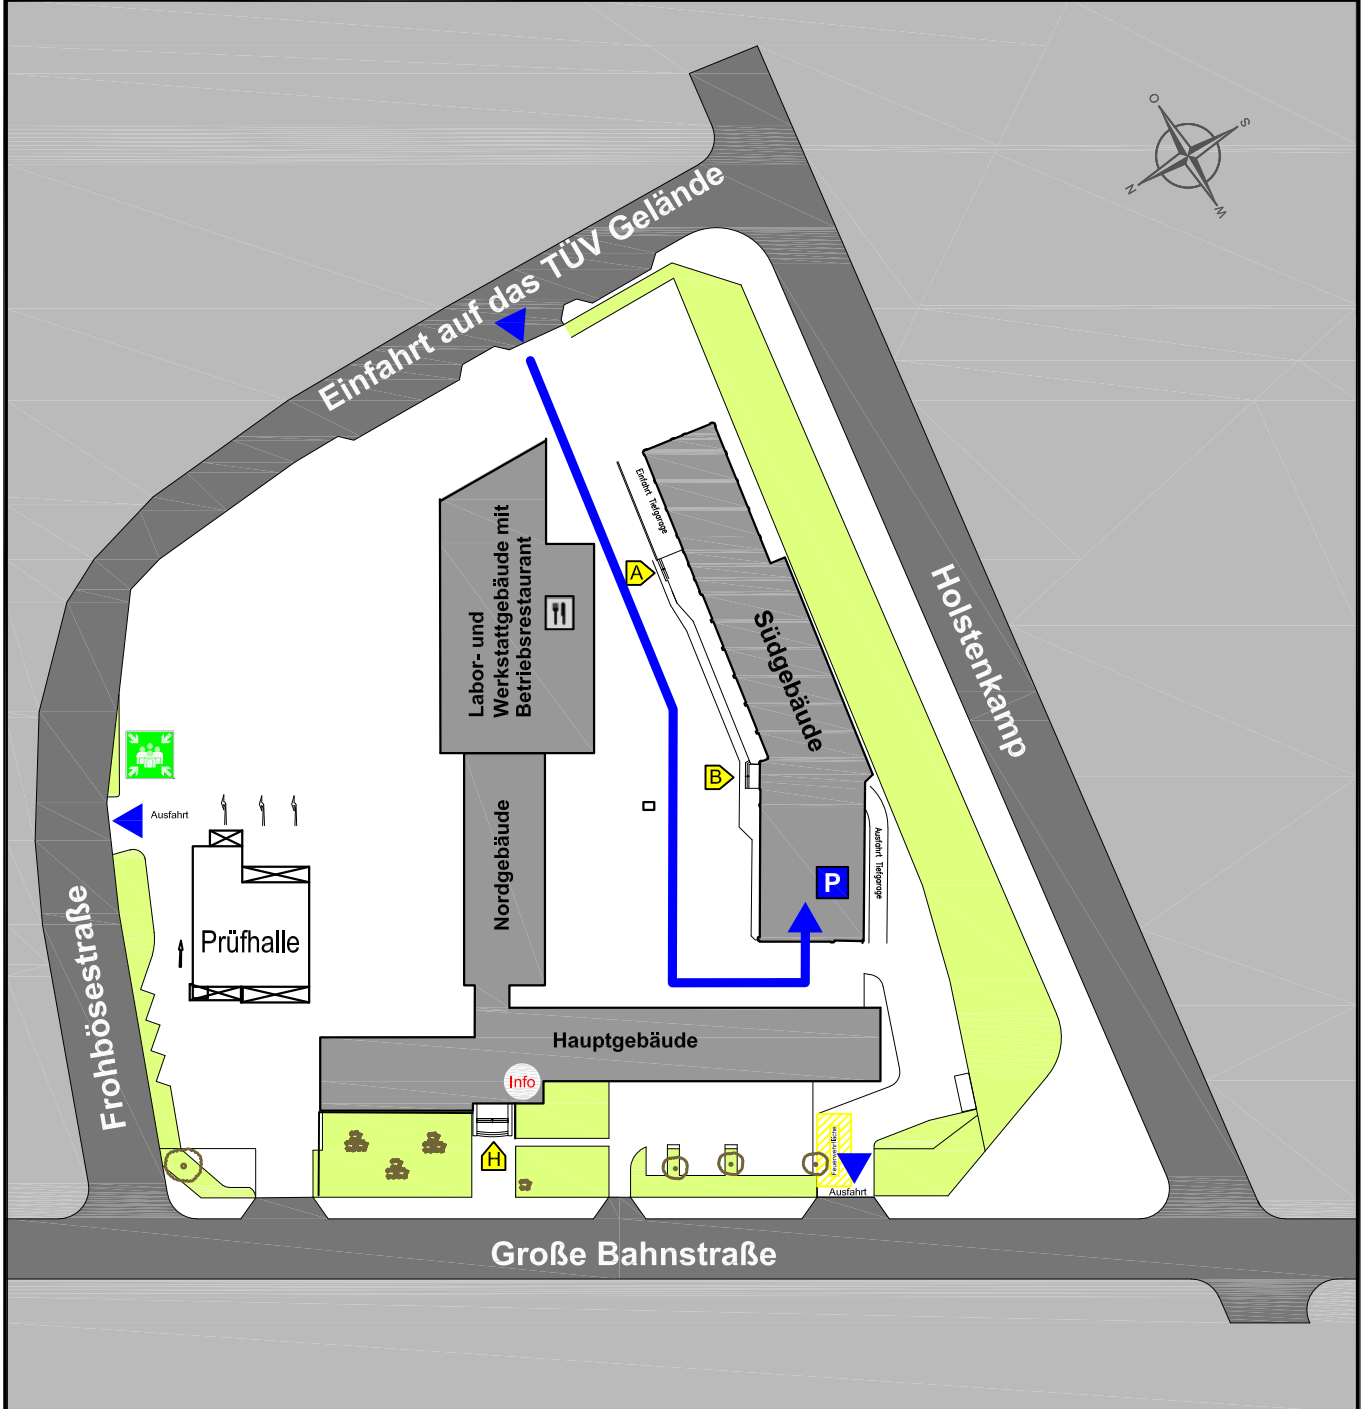 O
S
N
W
Einfahrt auf das TÜV Gelände
Einfahrt Tiefgarage
Labor- und
Werkstattgebäude mit
Betriebsrestaurant
A
Südgebäude
Holstenkamp
B
Ausfahrt
Nordgebäude
Ausfahrt Tiefgarage
P
Prüfhalle
Frohbösestraße
Hauptgebäude
Info
H
Feuerwehrfläche
Ausfahrt
Große Bahnstraße